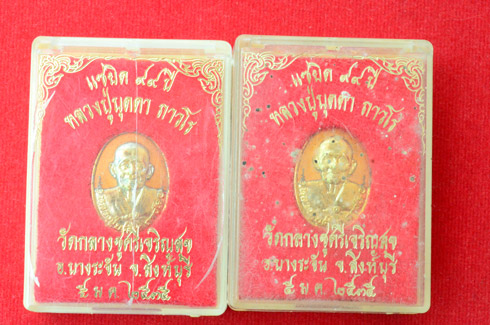 แซยิด ๙๙ ปี
หลวงปู่บุดดา ถาวโร
วัดกลางชูศรีเจริญสุข
อ.บางระจัน จ.สิงห์บุรี
๕ ม.ค. ๒๕๓๕
แซยิด ๙๙ ปี
หลวงปู่บุดดา ถาวโร
วัดกลางชูศรีเจริญสุข
อ.บางระจัน จ.สิงห์บุรี
๕ ม.ค. ๒๕๓๕